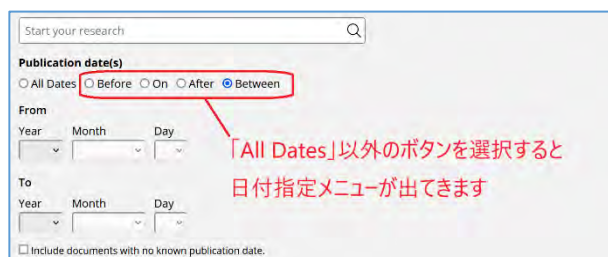 Start your research
Publication date(s)
All Dates Before On After Between
From
Year Month Day
「All Dates」以外のボタンを選択すると
日付指定メニューが出てきます
To
Year Month Day
Include documents with no known publication date.